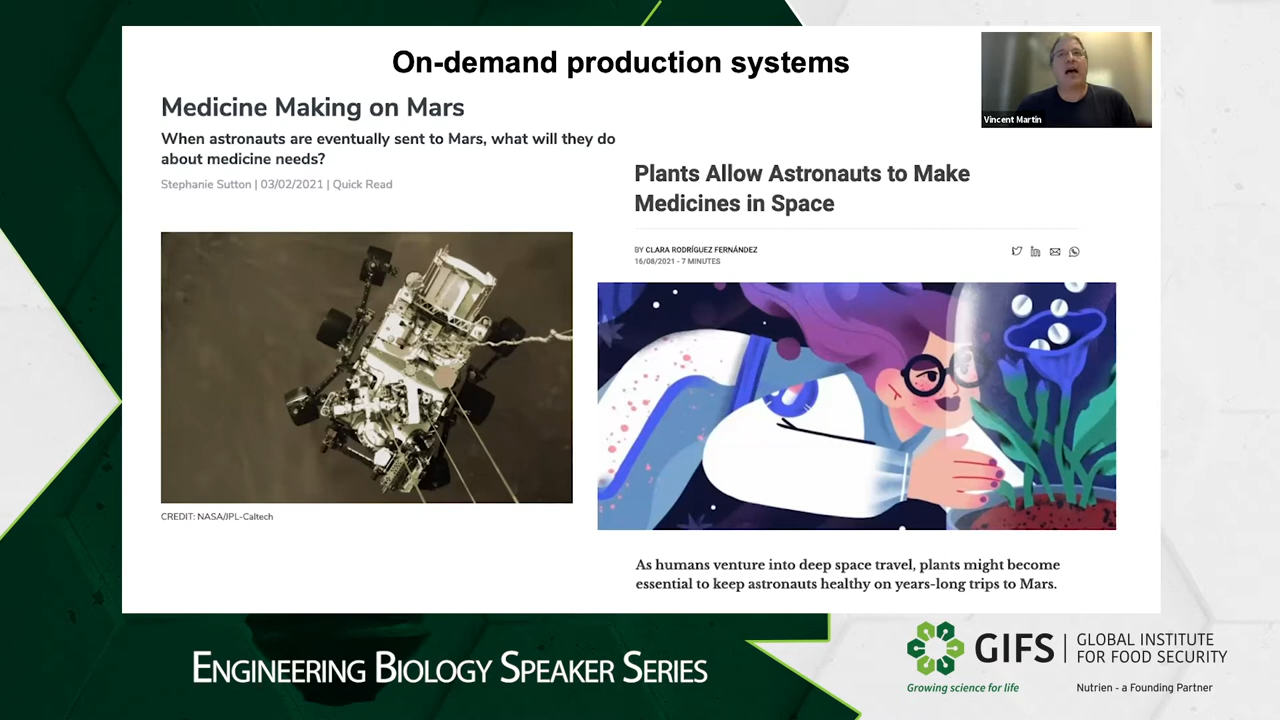 On-demand production systems
Vincent Martin
Medicine Making on Mars
When astronauts are eventually sent to Mars, what will they do
about medicine needs?
Stephanie Sutton | 03/02/2021 | Quick Read
CREDIT: NASA/JPL-Caltech
Plants Allow Astronauts to Make
Medicines in Space
BY CLARA RODRÍGUEZ FERNÁNDEZ
16/08/2021 - 7 MINUTES
As humans venture into deep space travel, plants might become
essential to keep astronauts healthy on years-long trips to Mars.
ENGINEERING BIOLOGY SPEAKER SERIES
GIFS
GLOBAL INSTITUTE
FOR FOOD SECURITY
Growing science for life
Nutrien - a Founding Partner